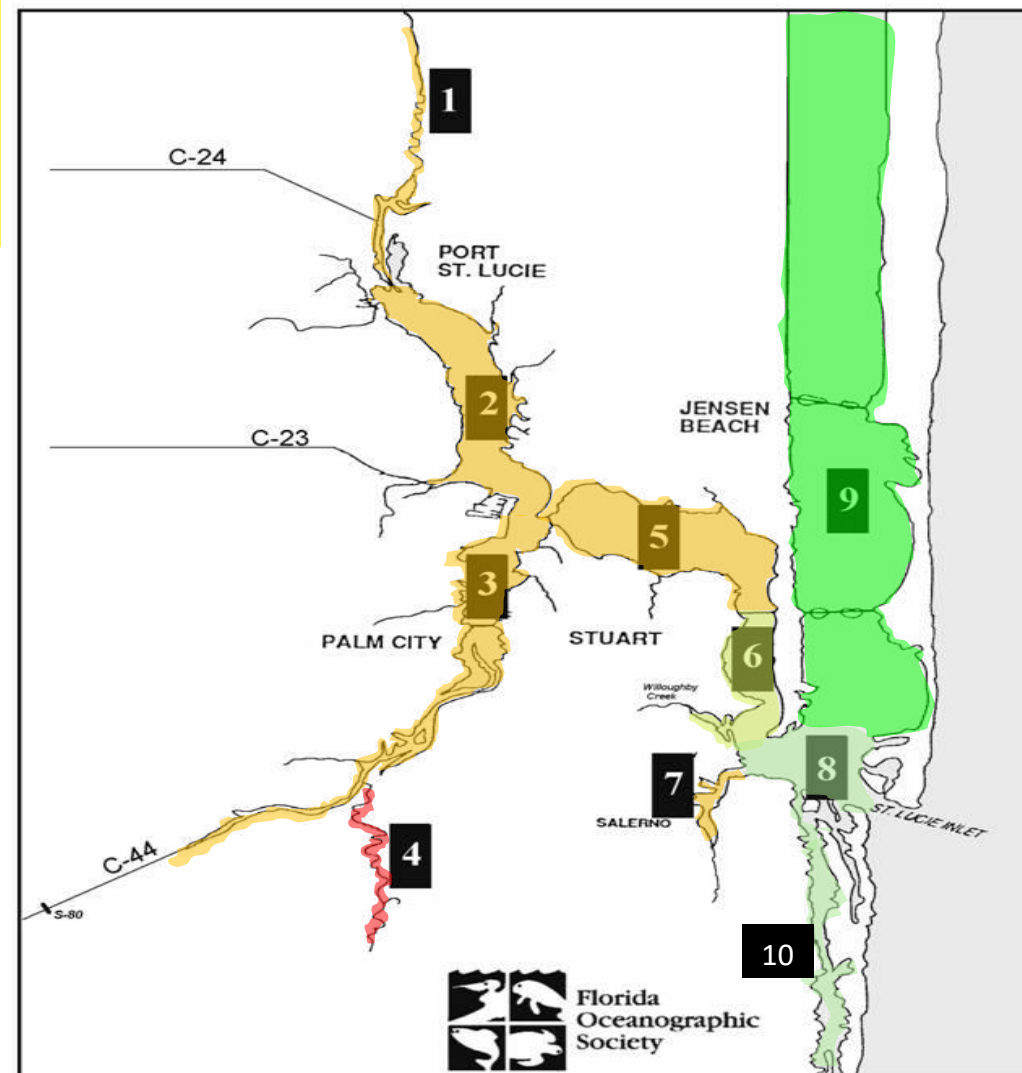 1
C-24
PORT
ST. LUCIE
2
JENSEN
BEACH
C-23
9
5
3
PALM CITY
STUART
6
Willoughby
Creek
8
7
ST. LUCIE INLET
SALERNO
4
C-44
S-80
10
Florida
Oceanographic
Society